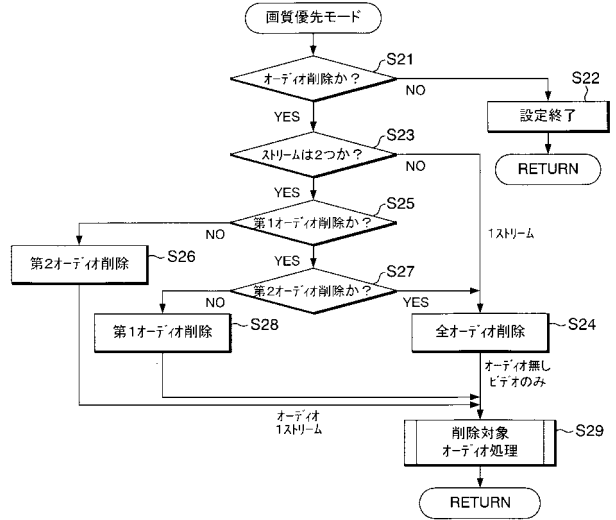 画質優先モード
S21
オーディオ削除か？
NO
S22
YES
設定終了
S23
ストリームは2つか？
NO
RETURN
YES
S25
第1オーディオ削除か？
NO
1ストリーム
S26
YES
第2オーディオ削除
S27
第2オーディオ削除か？
NO
YES
S28
第1オーディオ削除
S24
全オーディオ削除
オーディオ無し
ビデオのみ
オーディオ
1ストリーム
S29
削除対象
オーディオ処理
RETURN